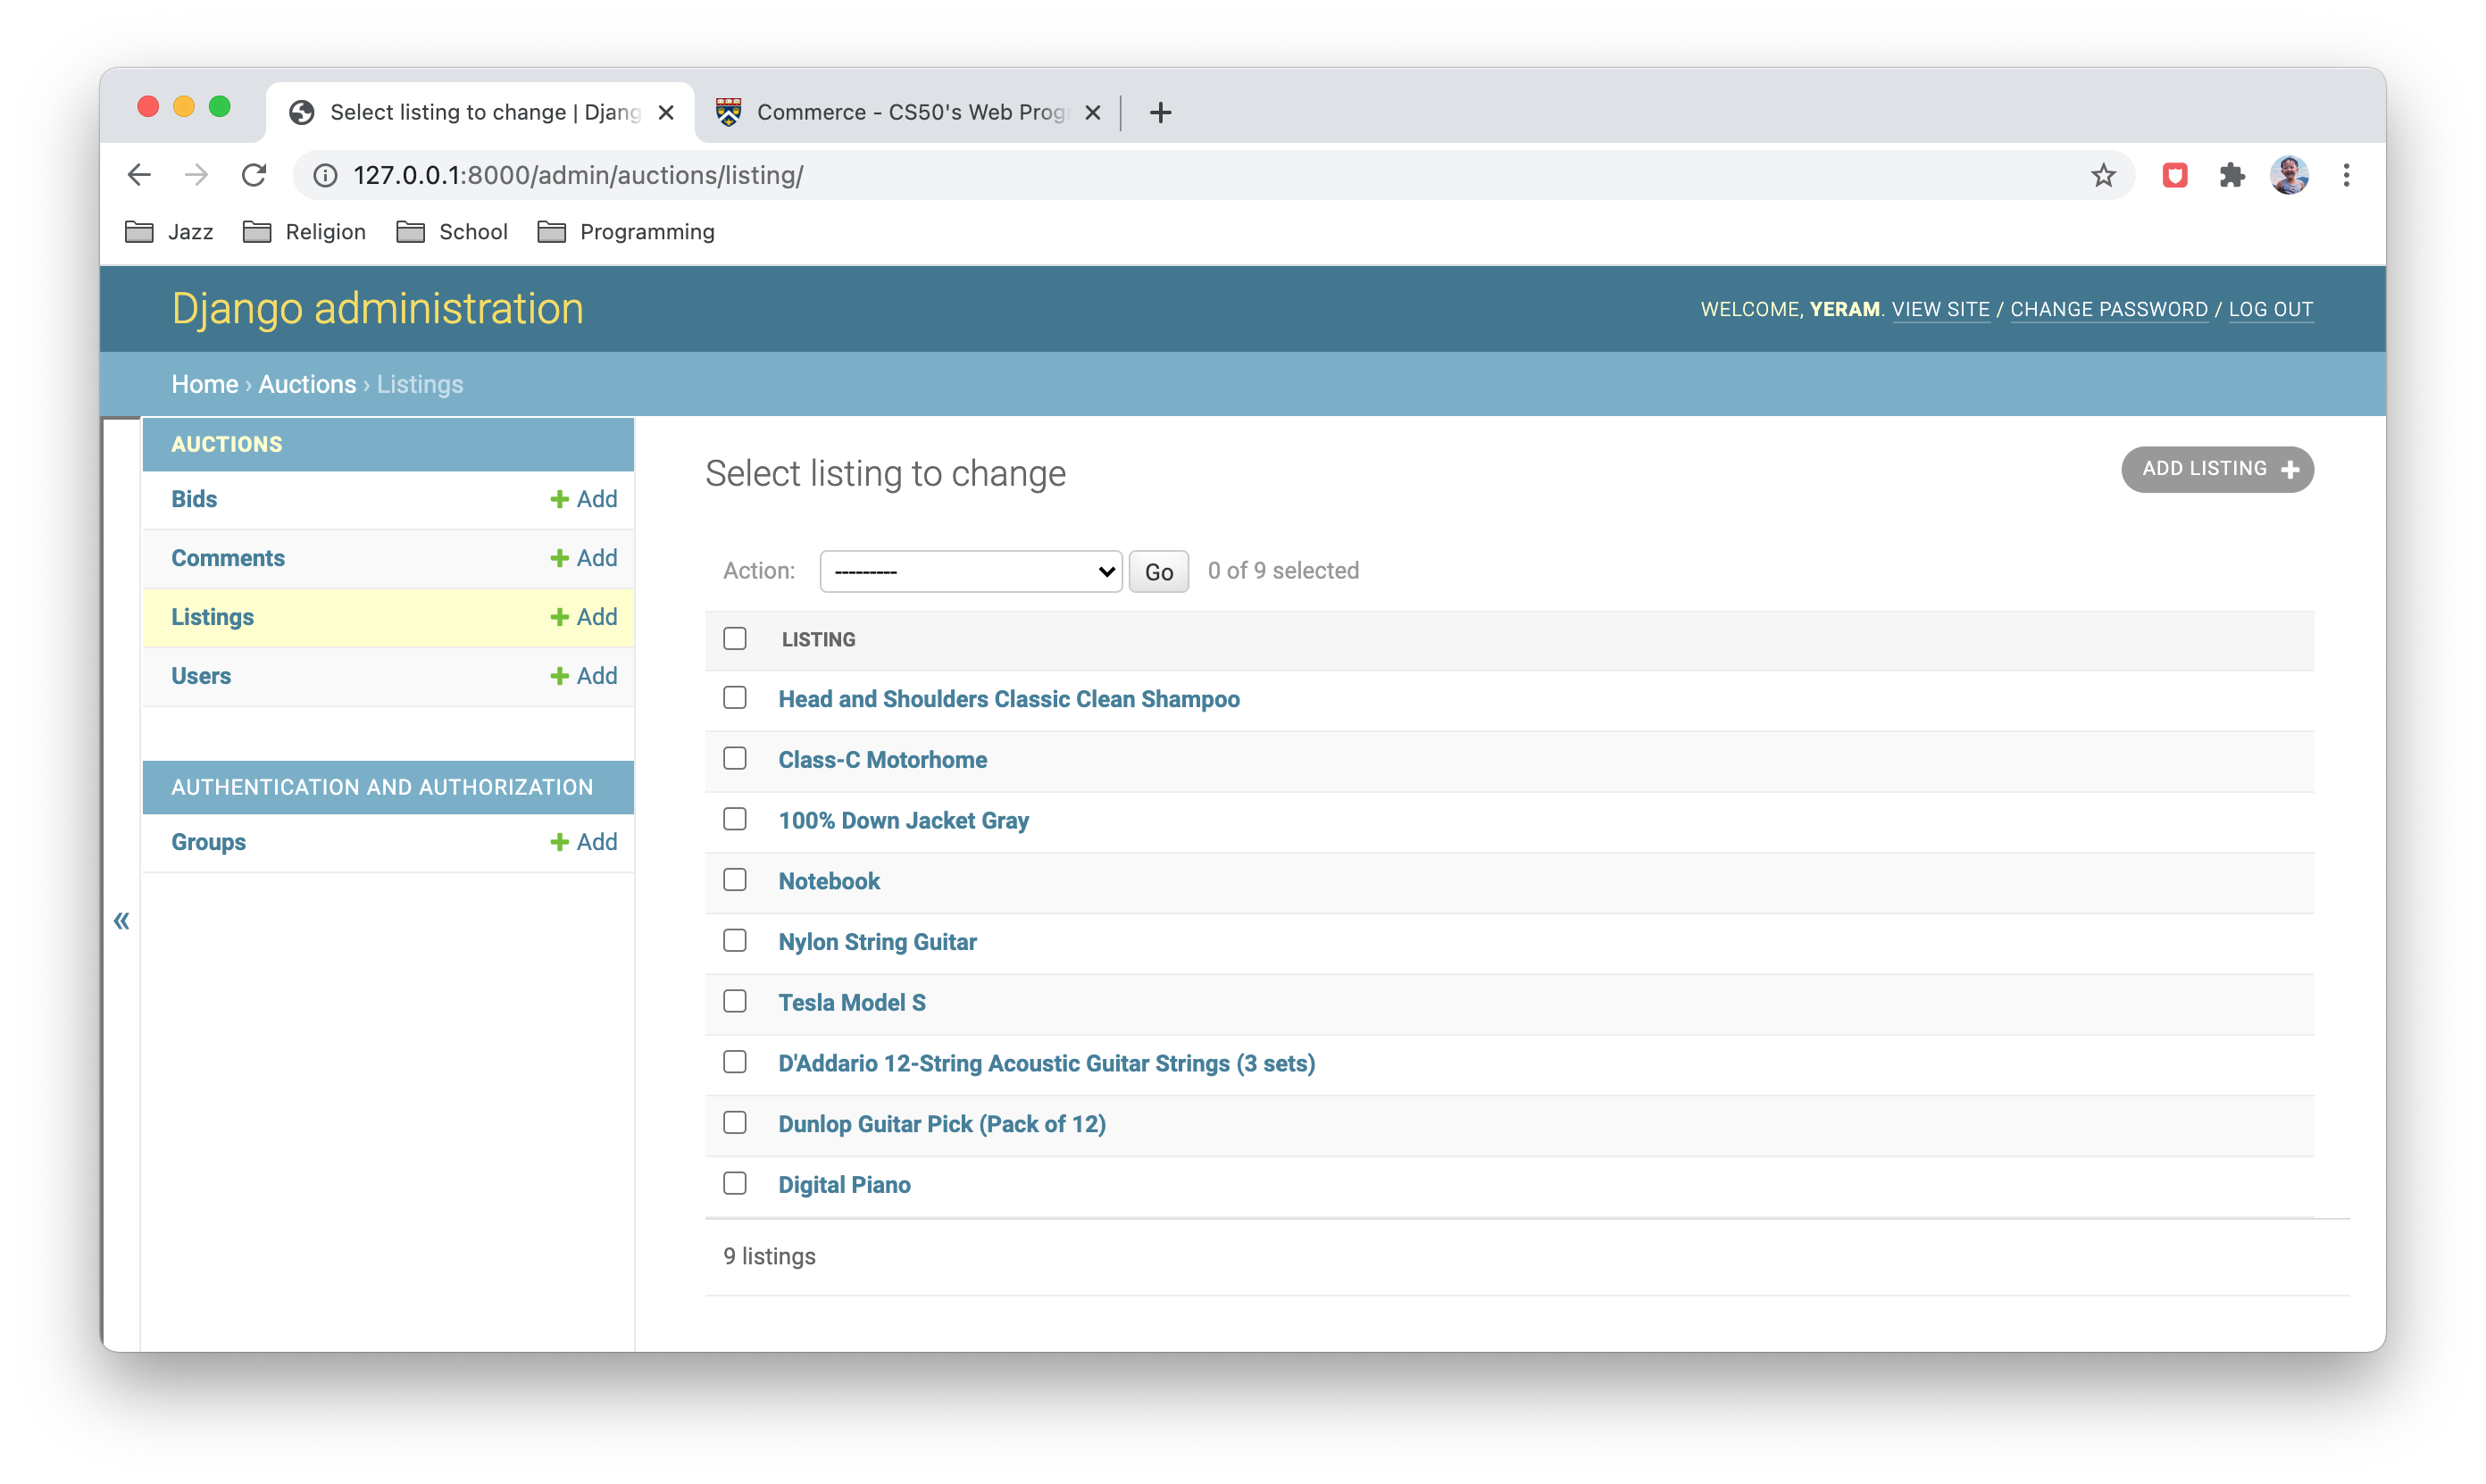 Select listing to change | Djang
Commerce - CS50's Web Prog
127.0.0.1:8000/admin/auctions/listing/
Jazz Religion School Programming
Django administration
WELCOME, YERAM. VIEW SITE / CHANGE PASSWORD / LOG OUT
Home › Auctions › Listings
AUCTIONS
Bids + Add
Comments + Add
Listings + Add
Users + Add
AUTHENTICATION AND AUTHORIZATION
Groups + Add
«
Select listing to change
ADD LISTING +
Action: --------- Go 0 of 9 selected
LISTING
Head and Shoulders Classic Clean Shampoo
Class-C Motorhome
100% Down Jacket Gray
Notebook
Nylon String Guitar
Tesla Model S
D'Addario 12-String Acoustic Guitar Strings (3 sets)
Dunlop Guitar Pick (Pack of 12)
Digital Piano
9 listings